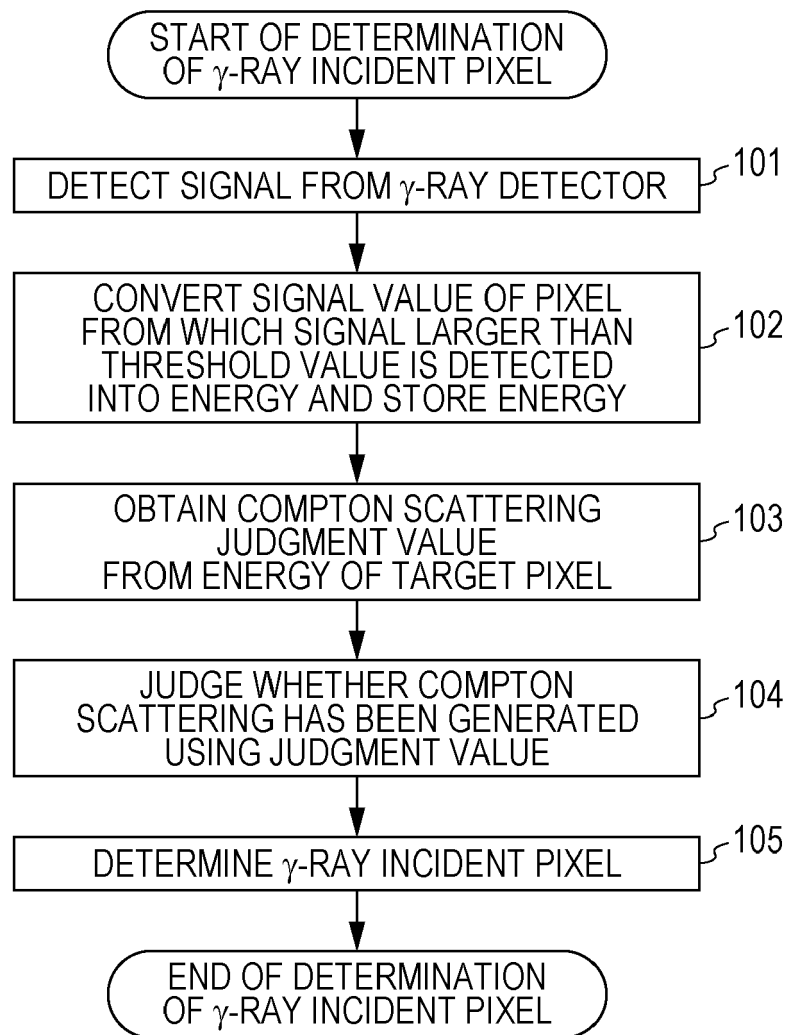 START OF DETERMINATION
OF γ-RAY INCIDENT PIXEL
101
DETECT SIGNAL FROM γ-RAY DETECTOR
102
CONVERT SIGNAL VALUE OF PIXEL
FROM WHICH SIGNAL LARGER THAN
THRESHOLD VALUE IS DETECTED
INTO ENERGY AND STORE ENERGY
103
OBTAIN COMPTON SCATTERING
JUDGMENT VALUE
FROM ENERGY OF TARGET PIXEL
104
JUDGE WHETHER COMPTON
SCATTERING HAS BEEN GENERATED
USING JUDGMENT VALUE
105
DETERMINE γ-RAY INCIDENT PIXEL
END OF DETERMINATION
OF γ-RAY INCIDENT PIXEL